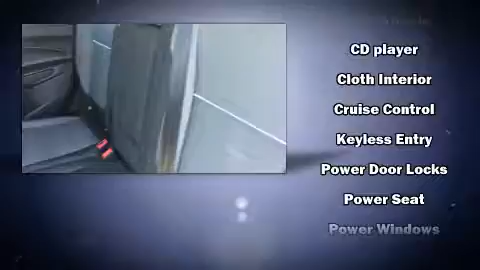 CD player
Cloth Interior
Cruise Control
Keyless Entry
Power Door Locks
Power Seat
Power Windows